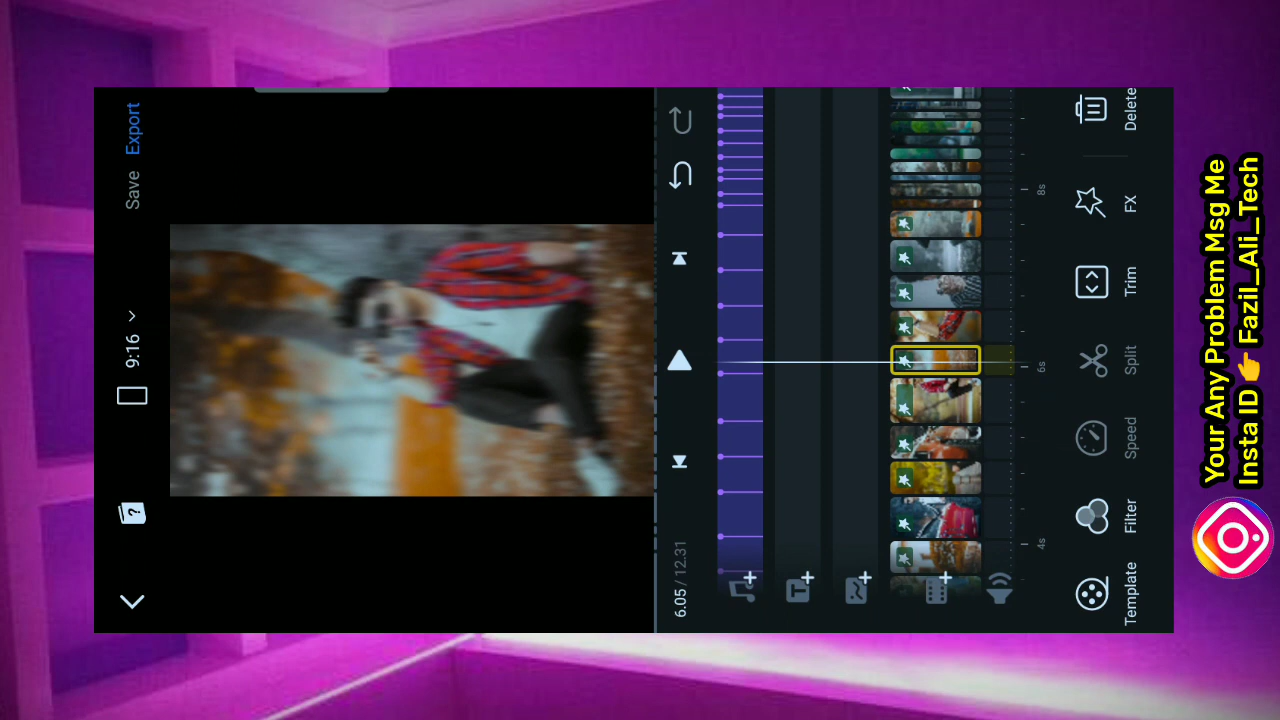 Save Export
9:16
?
6.05 / 12.31
T
4s
6s
8s
Template
Filter
Speed
Split
Trim
FX
Delete
Your Any Problem Msg Me
Insta ID 👉 Fazil_Ali_Tech